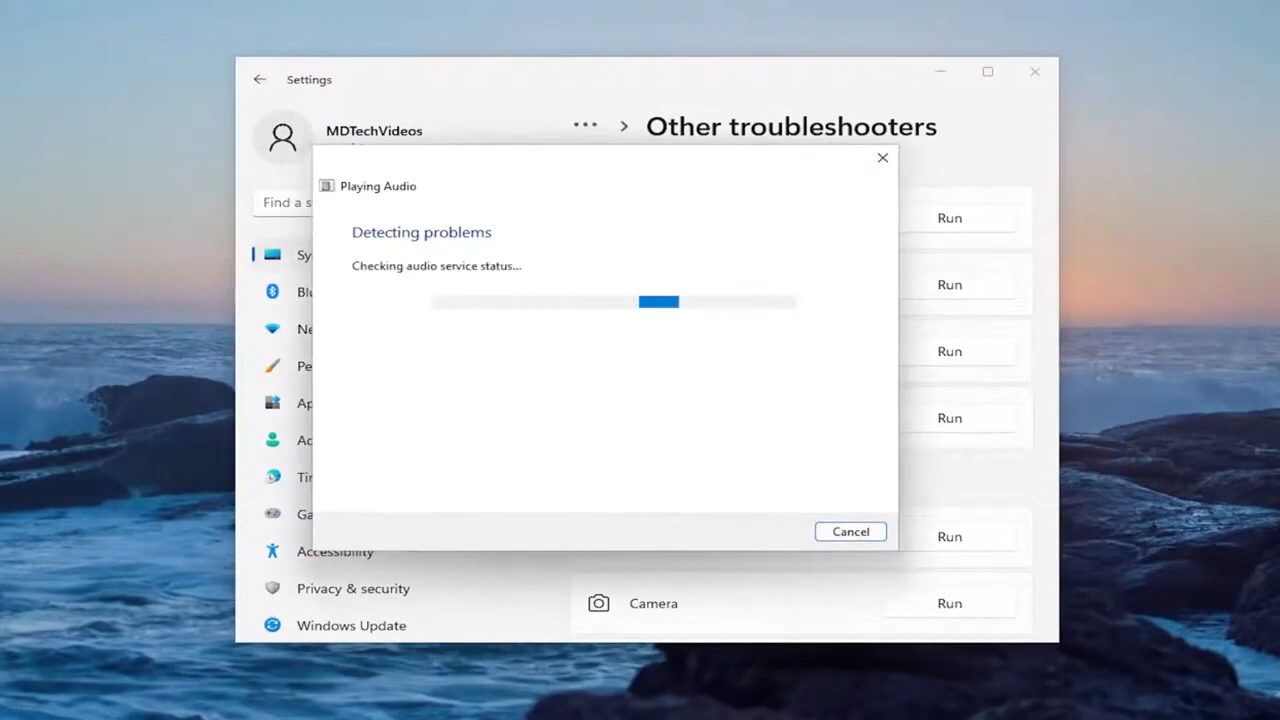 Settings
MDTechVideos
••• > Other troubleshooters
Playing Audio
Find a s
Run
Detecting problems
Sy
Checking audio service status...
Run
Blu
Ne
Run
Pe
Ap
Run
Ac
Tir
Ga
Cancel
Run
Accessibility
Privacy & security
Camera
Run
Windows Update